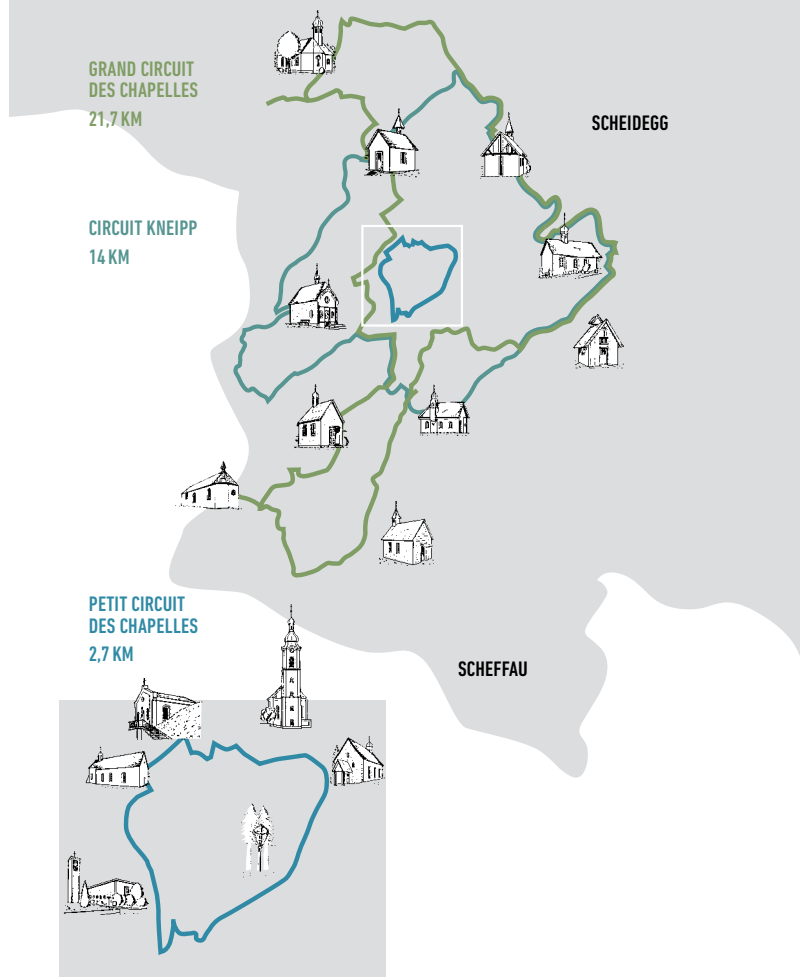 GRAND CIRCUIT
DES CHAPELLES
21,7 KM
SCHEIDEGG
CIRCUIT KNEIPP
14 KM
PETIT CIRCUIT
DES CHAPELLES
2,7 KM
SCHEFFAU